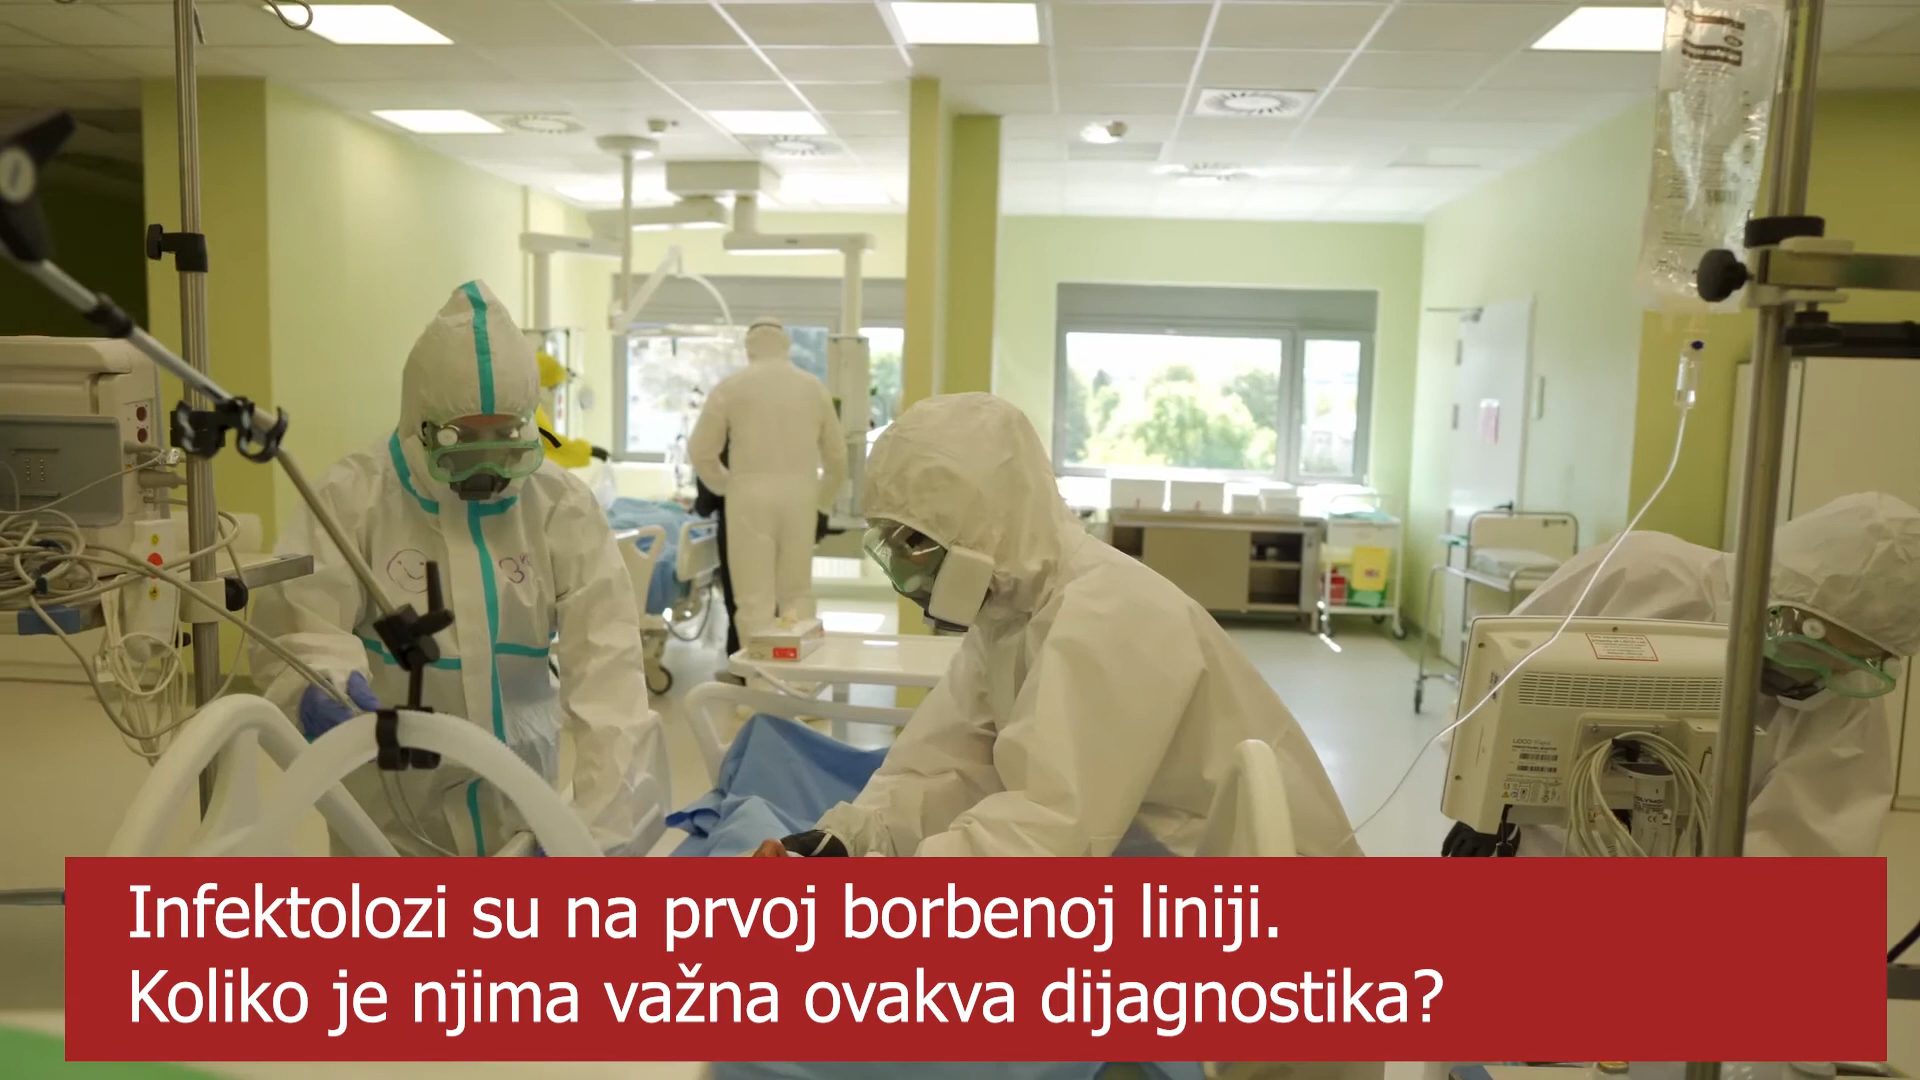 Infektolozi su na prvoj borbenoj liniji.
Koliko je njima važna ovakva dijagnostika?